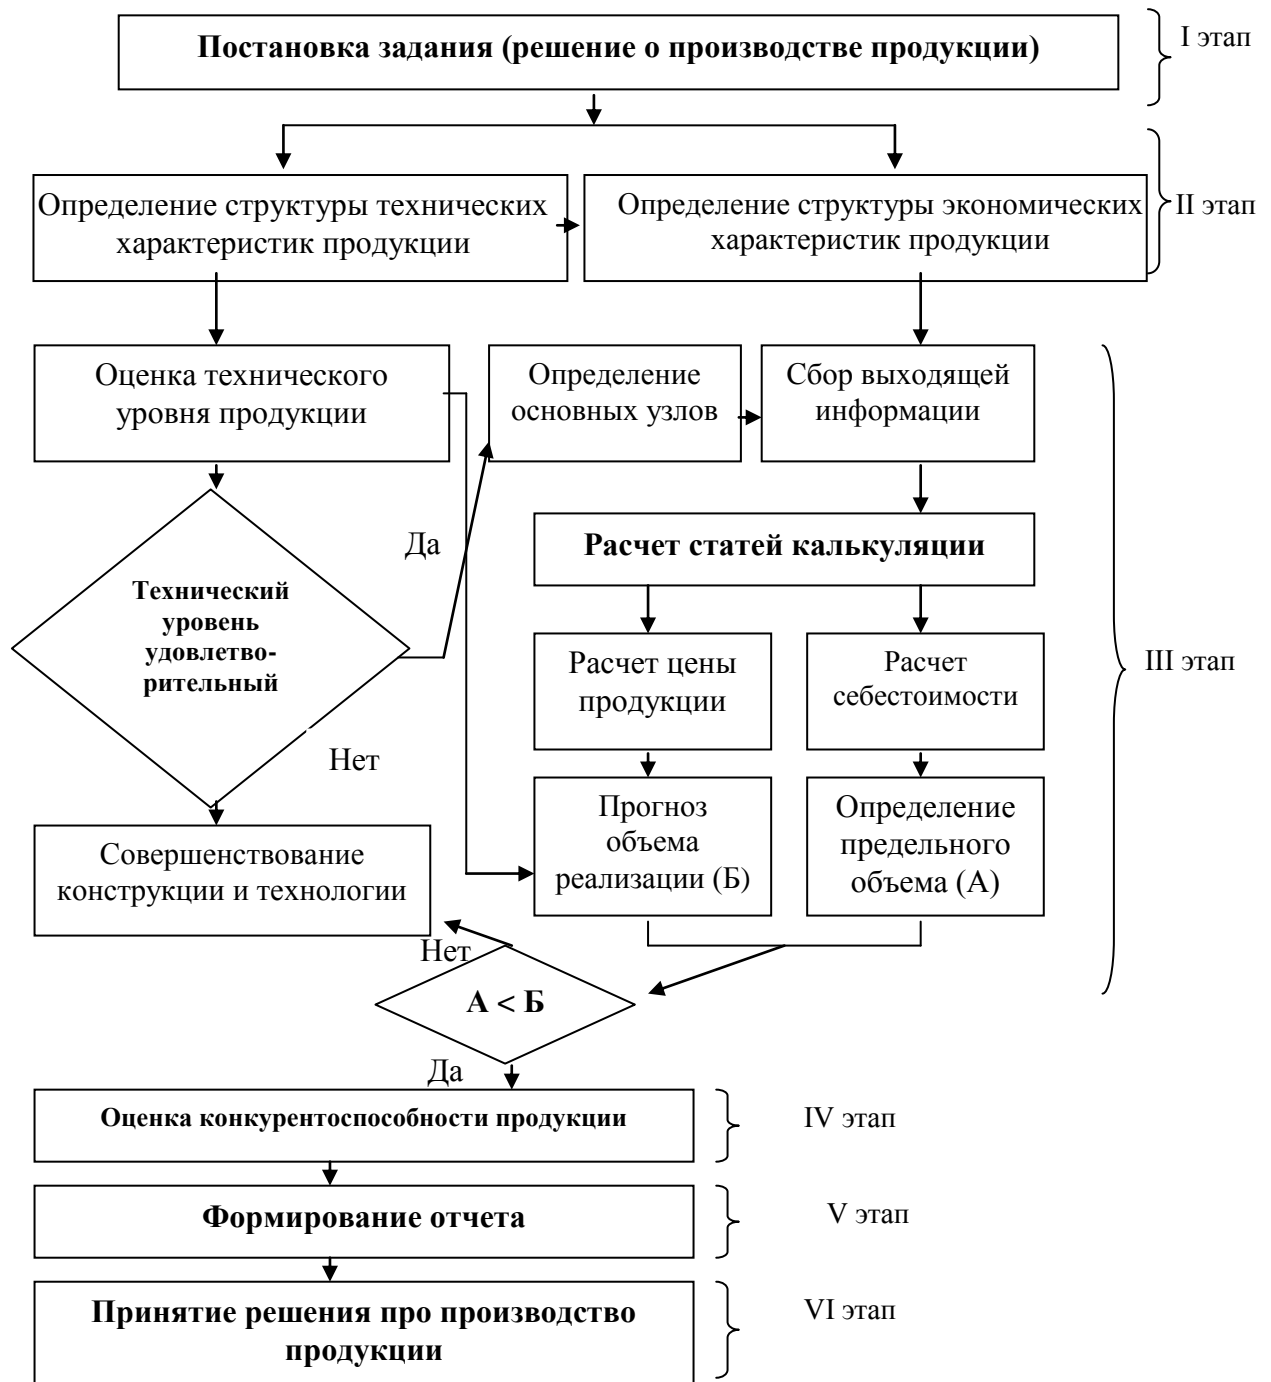 Постановка задания (решение о производстве продукции)
I этап
Определение структуры технических
характеристик продукции
Определение структуры экономических
характеристик продукции
II этап
Оценка технического
уровня продукции
Определение
основных узлов
Сбор выходящей
информации
Да
Расчет статей калькуляции
Технический
уровень
удовлетво-
рительный
Расчет цены
продукции
Расчет
себестоимости
III этап
Нет
Прогноз
объема
реализации (Б)
Определение
предельного
объема (А)
Совершенствование
конструкции и технологии
Нет
А < Б
Да
Оценка конкурентоспособности продукции
IV этап
Формирование отчета
V этап
Принятие решения про производство
продукции
VI этап